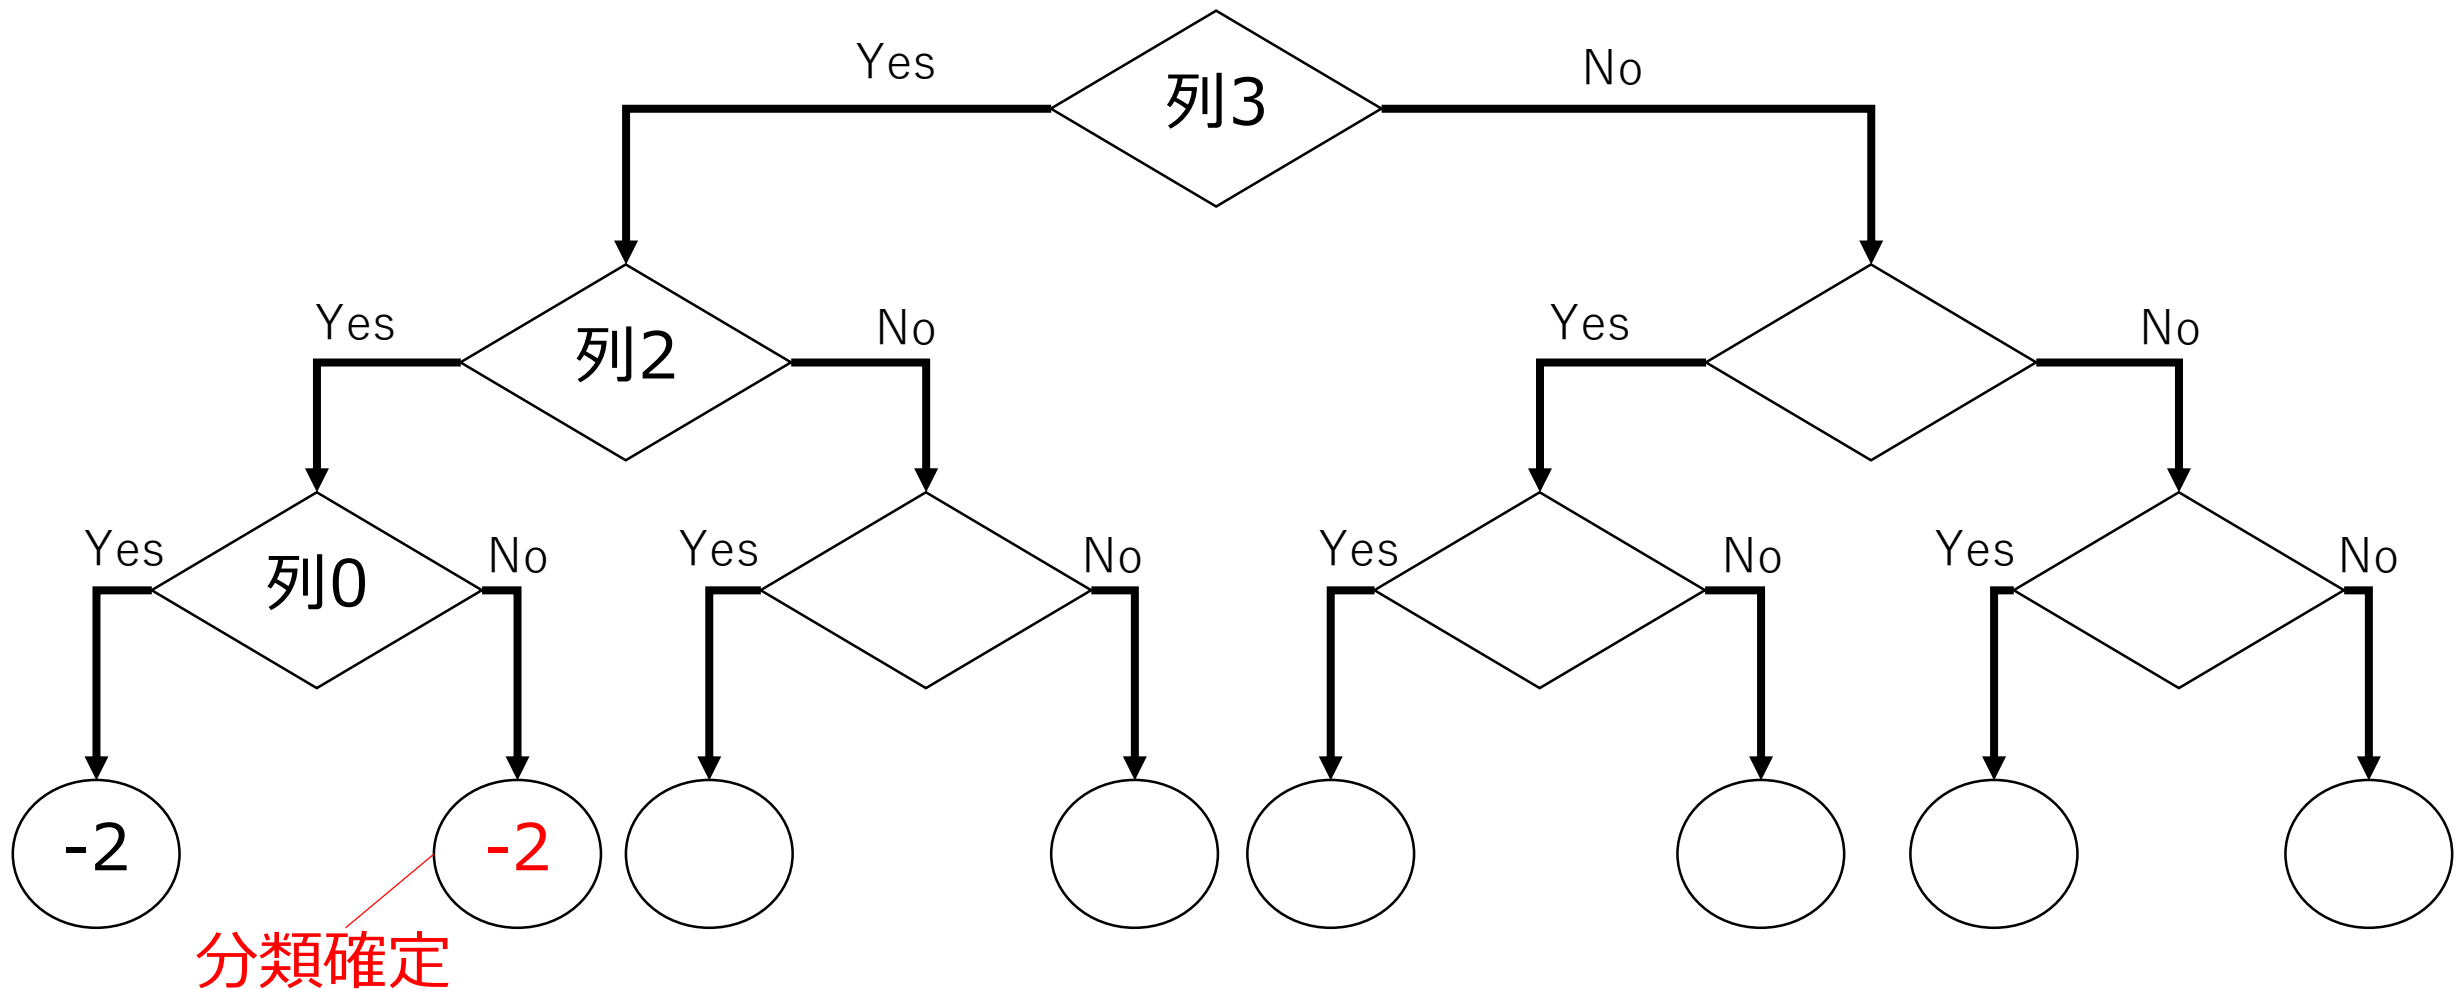 Yes
列3
No
Yes
列2
No
Yes
No
Yes
列0
No
Yes
No
Yes
No
Yes
No
-2
-2
分類確定